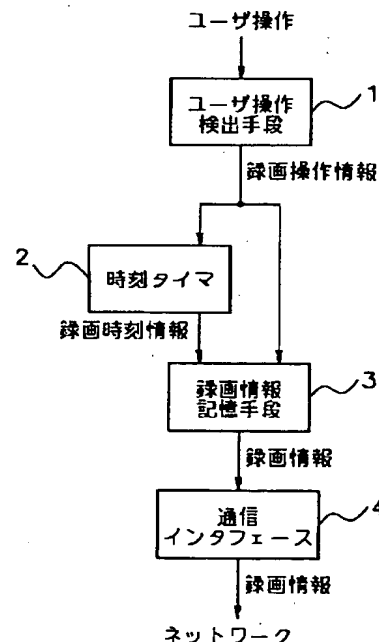 ユーザ操作
ユーザ操作
検出手段
1
録画操作情報
2
時刻タイマ
録画時刻情報
録画情報
記憶手段
3
録画情報
通信
インタフェース
4
録画情報
ネットワーク